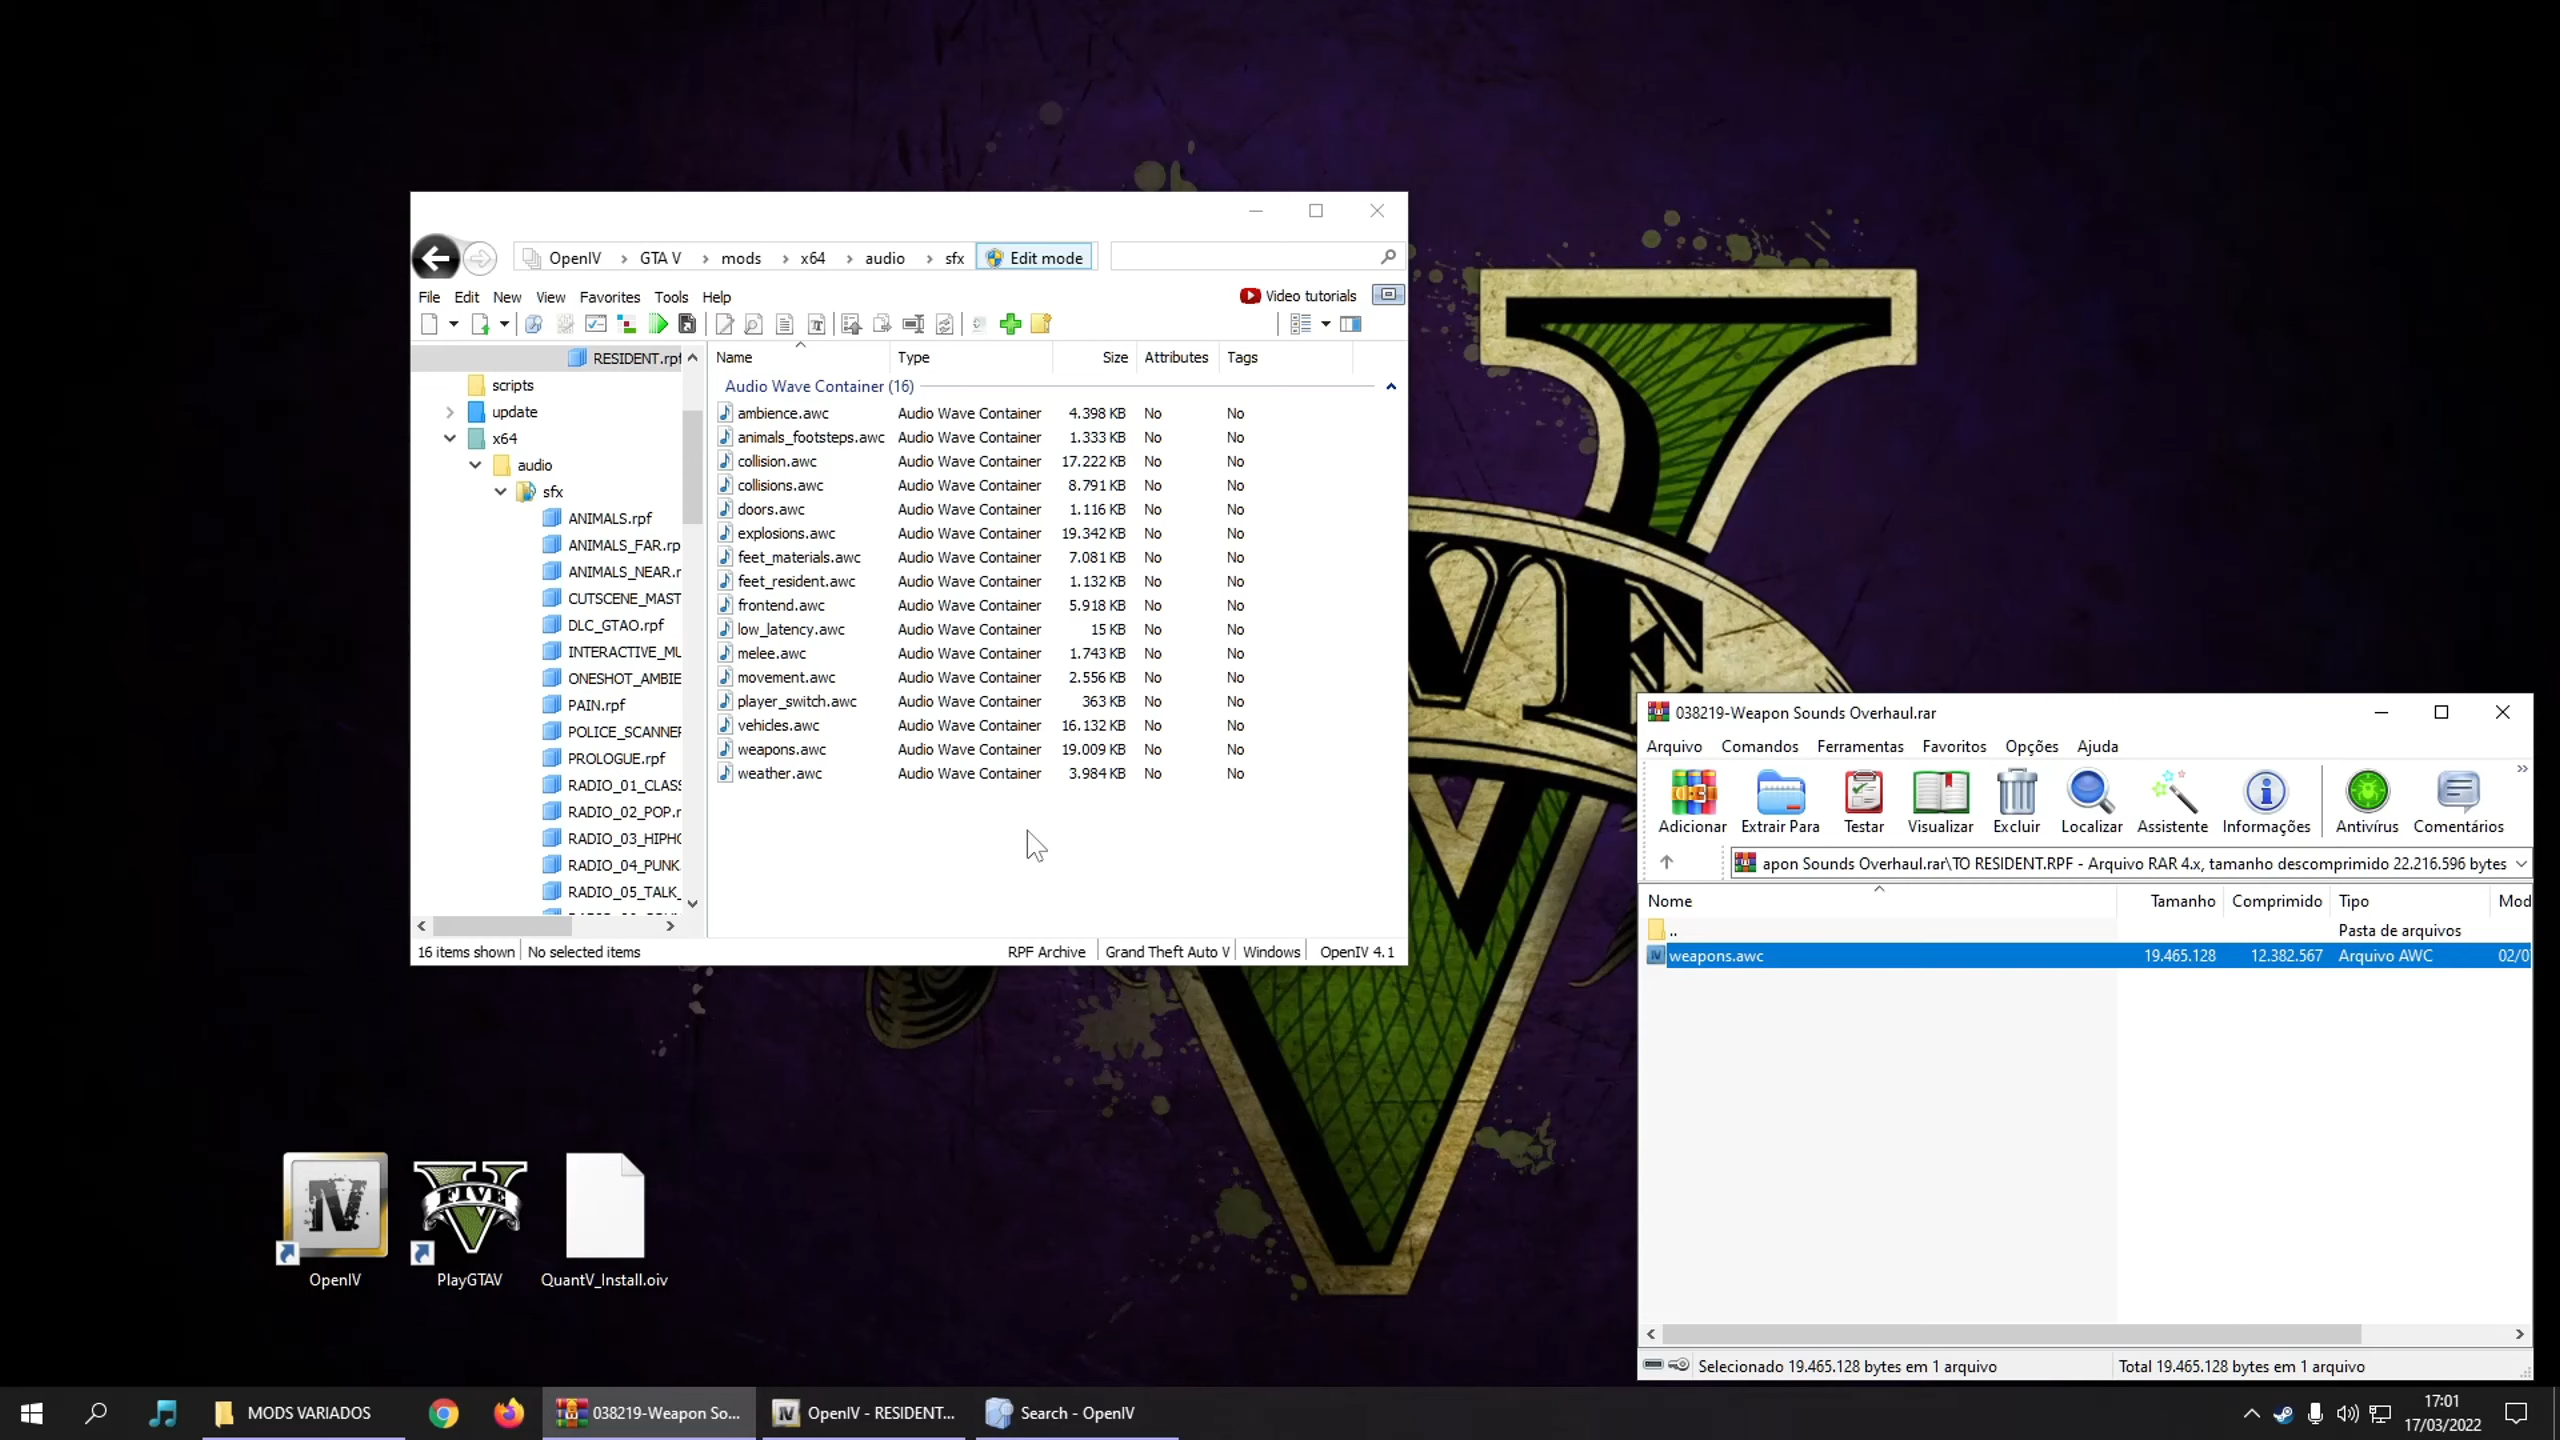 OpenIV › GTA V › mods › x64 › audio › sfx Edit mode
File Edit New View Favorites Tools Help
Video tutorials
RESIDENT.rpf
scripts
update
x64
audio
sfx
ANIMALS.rpf
ANIMALS_FAR.rp
ANIMALS_NEAR.r
CUTSCENE_MAST
DLC_GTAO.rpf
INTERACTIVE_MU
ONESHOT_AMBIE
PAIN.rpf
POLICE_SCANNER
PROLOGUE.rpf
RADIO_01_CLASS
RADIO_02_POP.r
RADIO_03_HIPHO
RADIO_04_PUNK
RADIO_05_TALK_
Name Type Size Attributes Tags
Audio Wave Container (16)
ambience.awc Audio Wave Container 4.398 KB No No
animals_footsteps.awc Audio Wave Container 1.333 KB No No
collision.awc Audio Wave Container 17.222 KB No No
collisions.awc Audio Wave Container 8.791 KB No No
doors.awc Audio Wave Container 1.116 KB No No
explosions.awc Audio Wave Container 19.342 KB No No
feet_materials.awc Audio Wave Container 7.081 KB No No
feet_resident.awc Audio Wave Container 1.132 KB No No
frontend.awc Audio Wave Container 5.918 KB No No
low_latency.awc Audio Wave Container 15 KB No No
melee.awc Audio Wave Container 1.743 KB No No
movement.awc Audio Wave Container 2.556 KB No No
player_switch.awc Audio Wave Container 363 KB No No
vehicles.awc Audio Wave Container 16.132 KB No No
weapons.awc Audio Wave Container 19.009 KB No No
weather.awc Audio Wave Container 3.984 KB No No
16 items shown No selected items RPF Archive Grand Theft Auto V Windows OpenIV 4.1
038219-Weapon Sounds Overhaul.rar
Arquivo Comandos Ferramentas Favoritos Opções Ajuda
Adicionar Extrair Para Testar Visualizar Excluir Localizar Assistente Informações Antivírus Comentários
apon Sounds Overhaul.rar\TO RESIDENT.RPF - Arquivo RAR 4.x, tamanho descomprimido 22.216.596 bytes
Nome Tamanho Comprimido Tipo Mod
.. Pasta de arquivos
weapons.awc 19.465.128 12.382.567 Arquivo AWC 02/0
Selecionado 19.465.128 bytes em 1 arquivo Total 19.465.128 bytes em 1 arquivo
IV
FIVE
OpenIV PlayGTAV QuantV_Install.oiv
MODS VARIADOS 038219-Weapon So... OpenIV - RESIDENT... Search - OpenIV
17:01
17/03/2022